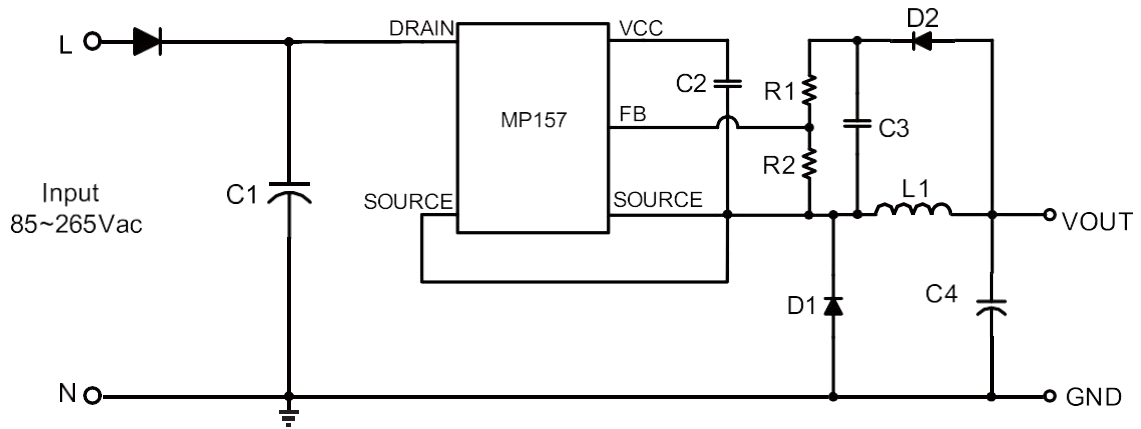 L
DRAIN
VCC
D2
C2
R1
MP157
FB
C3
R2
Input
85~265Vac
C1
SOURCE
SOURCE
L1
VOUT
D1
C4
N
GND